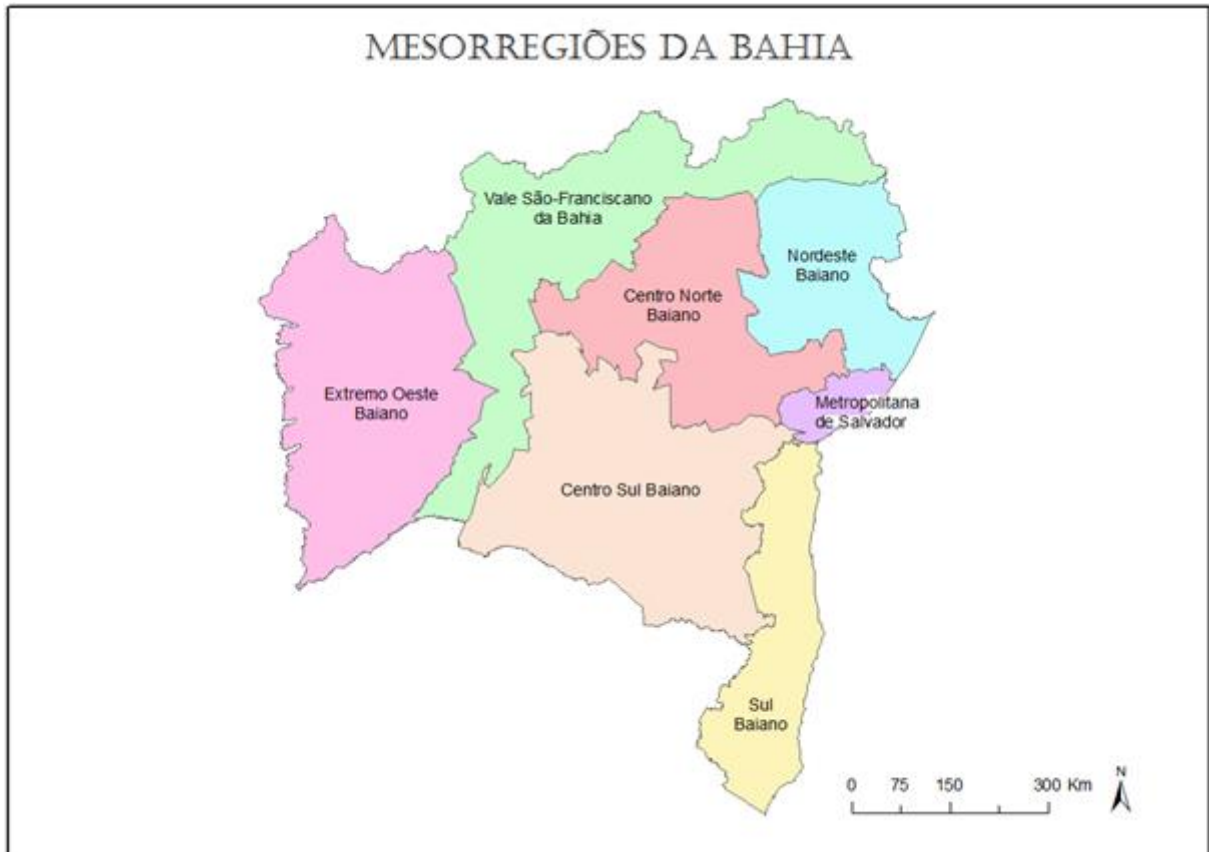 MESORREGIÕES DA BAHIA
Vale São-Franciscano
da Bahia
Nordeste
Baiano
Centro Norte
Baiano
Extremo Oeste
Baiano
Metropolitana
de Salvador
Centro Sul Baiano
Sul
Baiano
0 75 150 300 Km
N